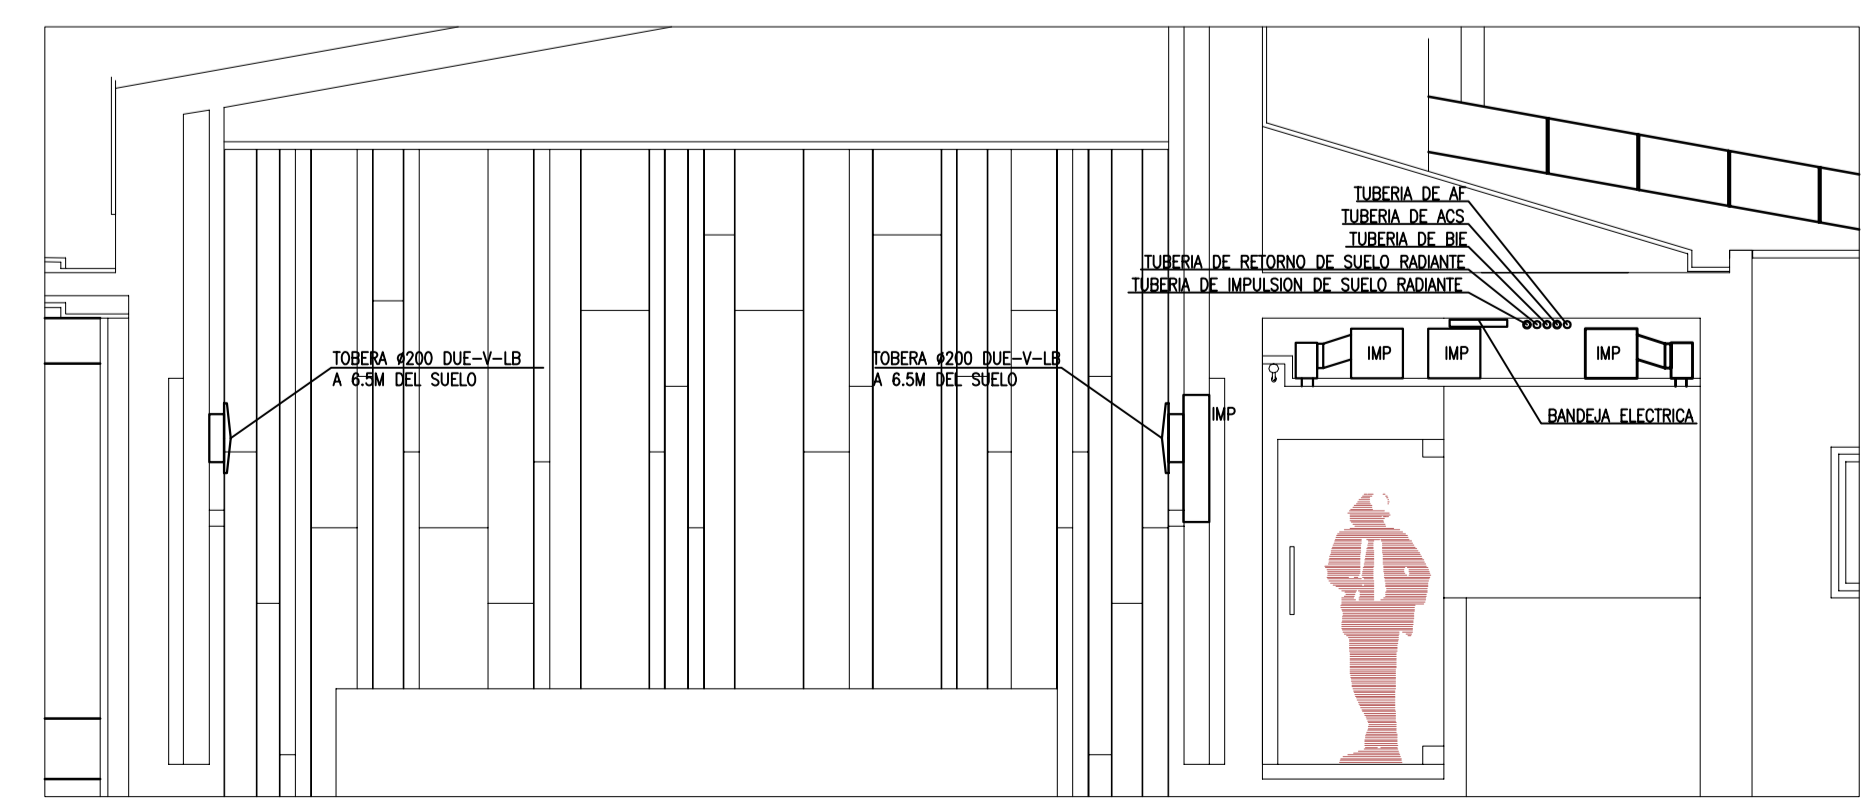 TUBERIA DE AF
TUBERIA DE ACS
TUBERIA DE BIE
TUBERIA DE RETORNO DE SUELO RADIANTE
TUBERIA DE IMPULSION DE SUELO RADIANTE
TOBERA Ø200 DUE-V-LB
A 6.5M DEL SUELO
TOBERA Ø200 DUE-V-LB
A 6.5M DEL SUELO
IMP
IMP
IMP
IMP
BANDEJA ELECTRICA